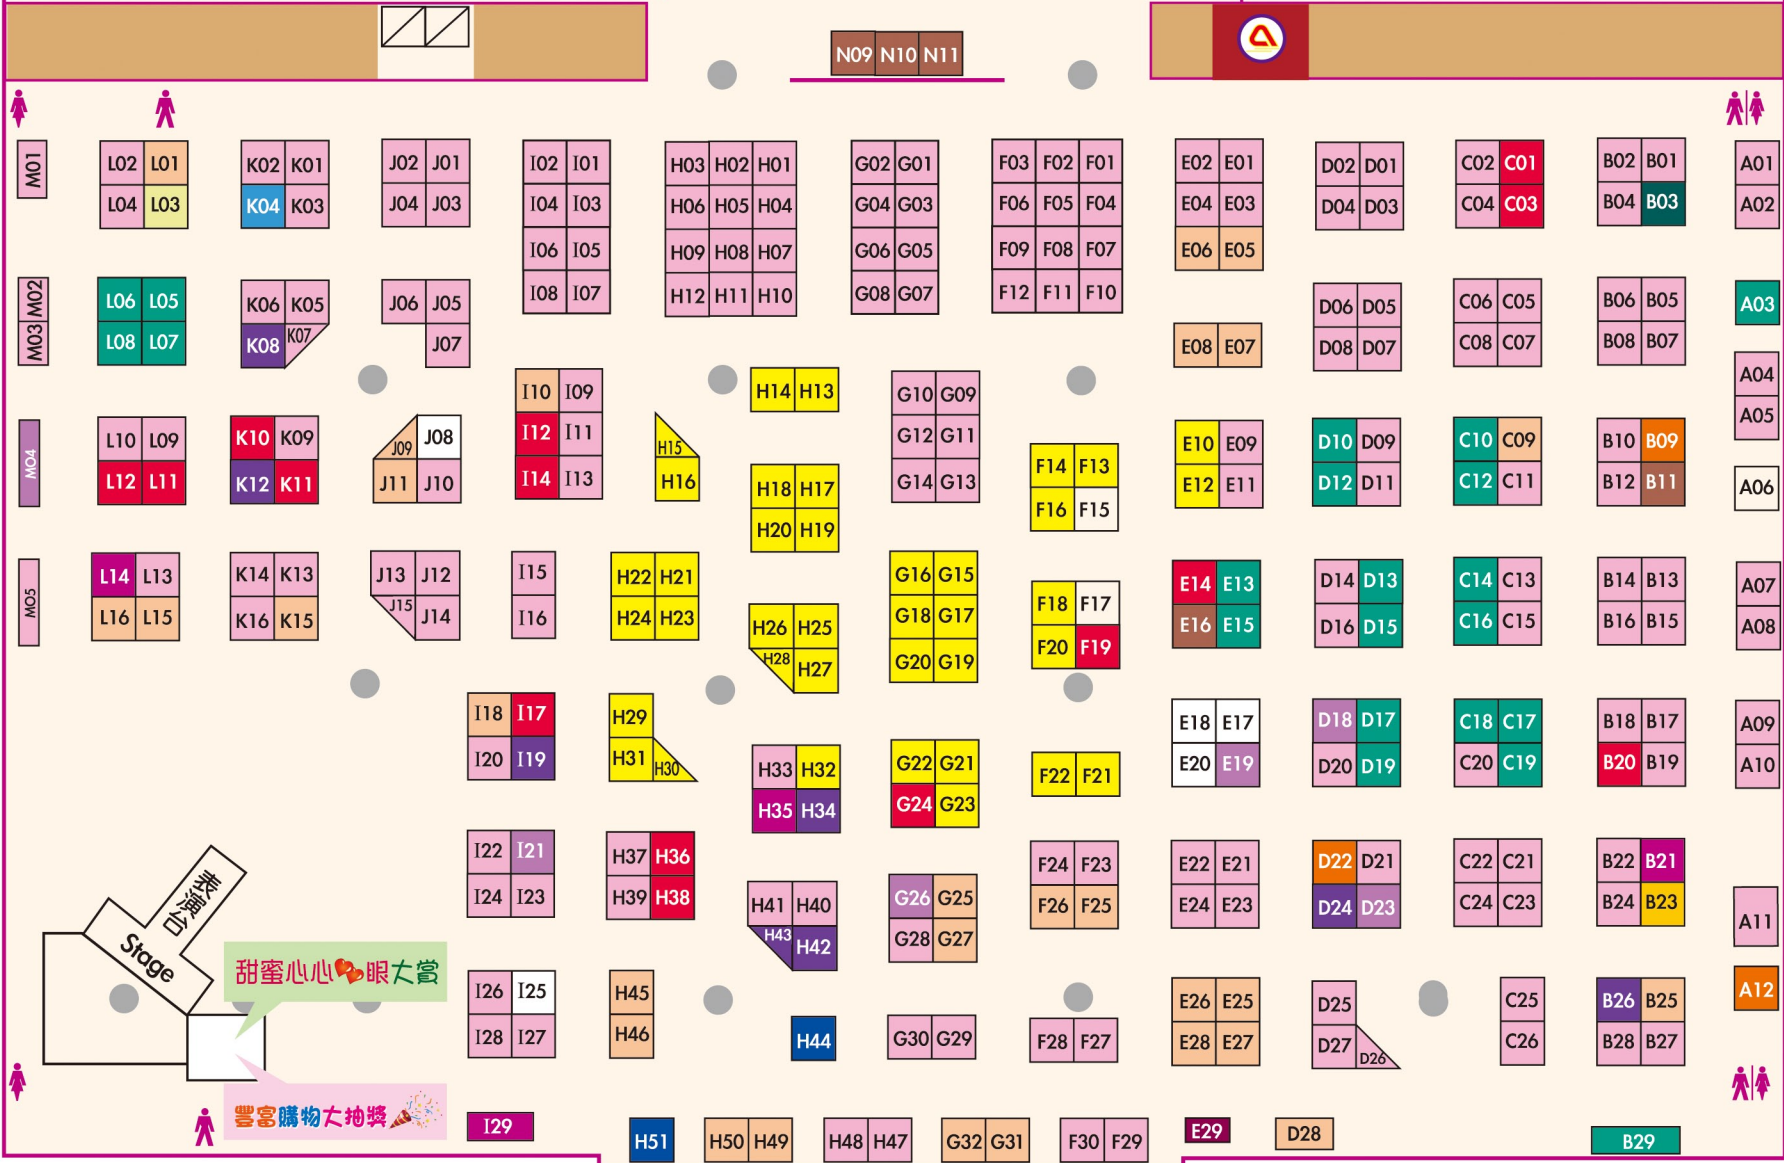 N09 N10 N11
M01 L02 L01 K02 K01 J02 J01 I02 I01 H03 H02 H01 G02 G01 F03 F02 F01 E02 E01 D02 D01 C02 C01 B02 B01 A01
L04 L03 K04 K03 J04 J03 I04 I03 H06 H05 H04 G04 G03 F06 F05 F04 E04 E03 D04 D03 C04 C03 B04 B03 A02
I06 I05 H09 H08 H07 G06 G05 F09 F08 F07 E06 E05
M02 L06 L05 K06 K05 J06 J05 I08 I07 H12 H11 H10 G08 G07 F12 F11 F10 D06 D05 C06 C05 B06 B05 A03
M03 L08 L07 K08 K07 J07 E08 E07 D08 D07 C08 C07 B08 B07
I10 I09 H14 H13 G10 G09 A04
A05
MO4 L10 L09 K10 K09 J09 J08 I12 I11 H15 G12 G11 E10 E09 D10 D09 C10 C09 B10 B09
L12 L11 K12 K11 J11 J10 I14 I13 H16 H18 H17 G14 G13 F14 F13 E12 E11 D12 D11 C12 C11 B12 B11 A06
H20 H19 F16 F15
MO5 L14 L13 K14 K13 J13 J12 I15 H22 H21 G16 G15 E14 E13 D14 D13 C14 C13 B14 B13 A07
L16 L15 K16 K15 J15 J14 I16 H24 H23 H26 H25 G18 G17 F18 F17 E16 E15 D16 D15 C16 C15 B16 B15 A08
H28 H27 G20 G19 F20 F19
I18 I17 H29 E18 E17 D18 D17 C18 C17 B18 B17 A09
I20 I19 H31 H30 H33 H32 G22 G21 F22 F21 E20 E19 D20 D19 C20 C19 B20 B19 A10
H35 H34 G24 G23
I22 I21 H37 H36 F24 F23 E22 E21 D22 D21 C22 C21 B22 B21
I24 I23 H39 H38 H41 H40 G26 G25 F26 F25 E24 E23 D24 D23 C24 C23 B24 B23 A11
H43 H42 G28 G27
表演台
Stage
甜蜜心心眼大賞
I26 I25 H45 E26 E25 D25 C25 B26 B25 A12
I28 I27 H46 H44 G30 G29 F28 F27 E28 E27 D27 D26 C26 B28 B27
豐富購物大抽獎
I29 H51 H50 H49 H48 H47 G32 G31 F30 F29 E29 D28 B29